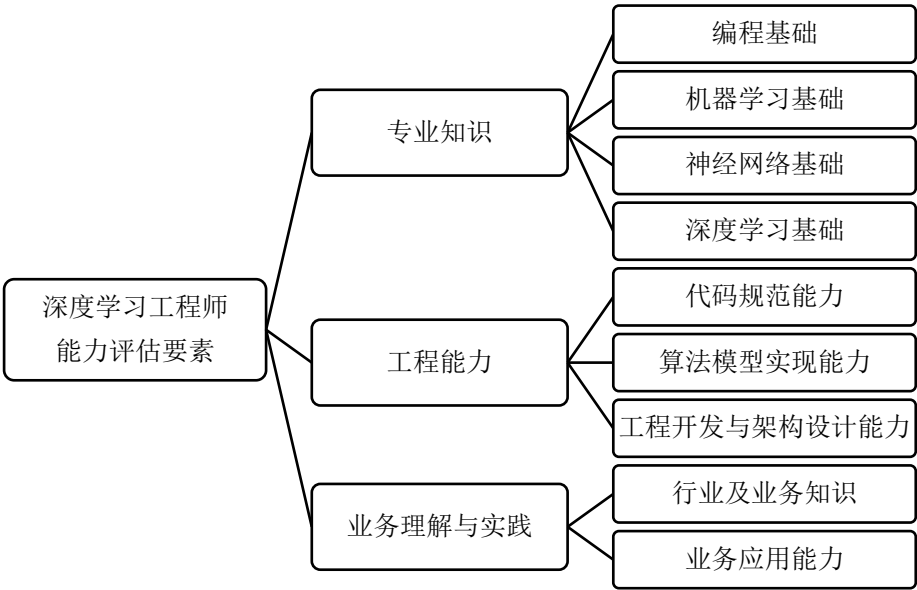 深度学习工程师
能力评估要素
专业知识
编程基础
机器学习基础
神经网络基础
深度学习基础
工程能力
代码规范能力
算法模型实现能力
工程开发与架构设计能力
业务理解与实践
行业及业务知识
业务应用能力